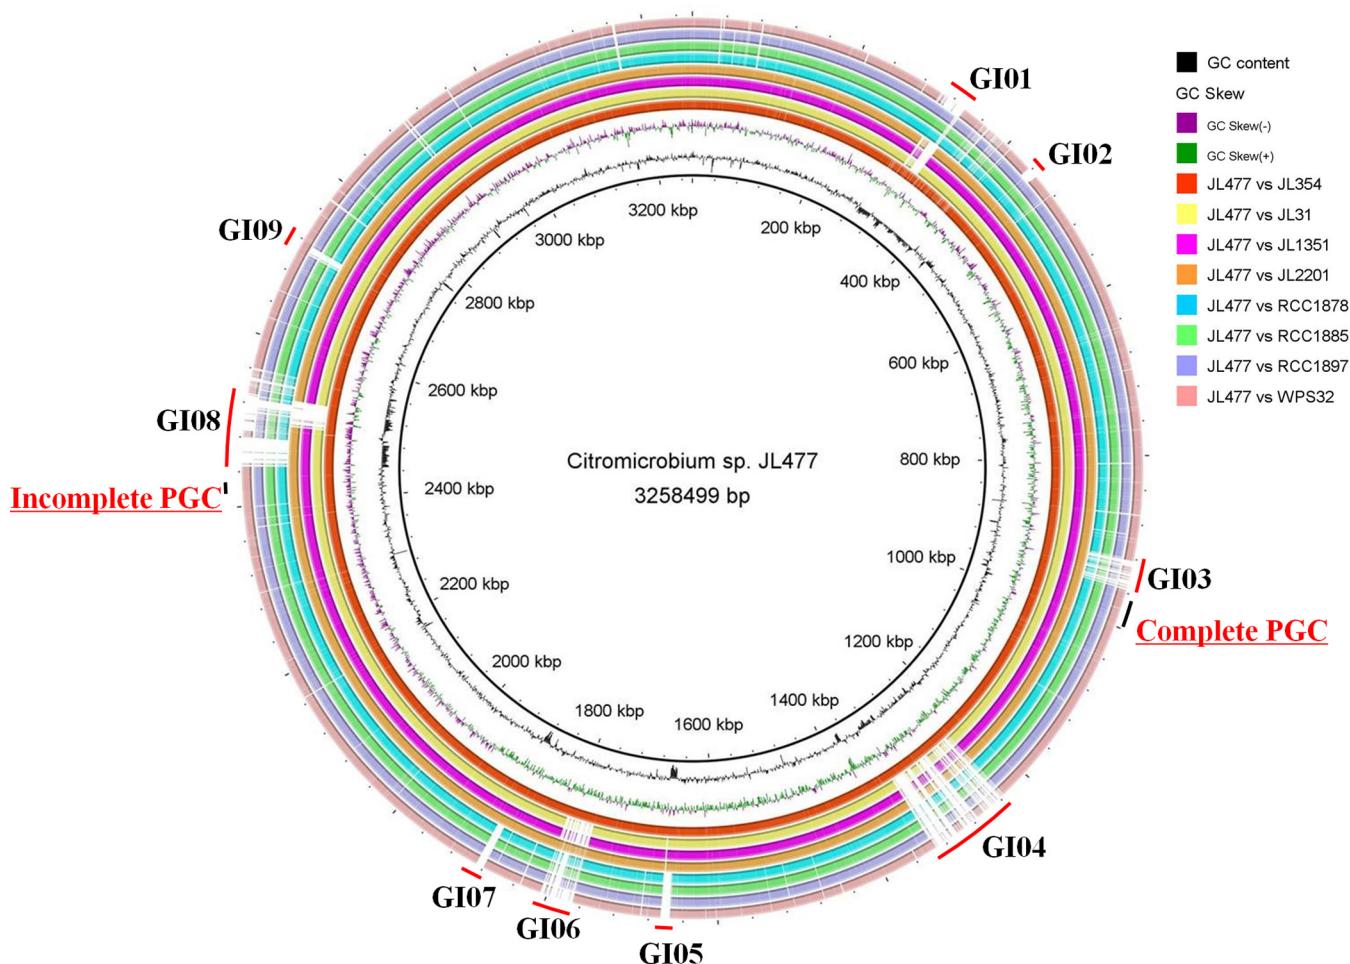 GC content
GC Skew
GC Skew(-)
GC Skew(+)
JL477 vs JL354
JL477 vs JL31
JL477 vs JL1351
JL477 vs JL2201
JL477 vs RCC1878
JL477 vs RCC1885
JL477 vs RCC1897
JL477 vs WPS32
GI01
GI02
GI03
Complete PGC
GI04
GI05
GI06
GI07
Incomplete PGC
GI08
GI09
200 kbp
400 kbp
600 kbp
800 kbp
1000 kbp
1200 kbp
1400 kbp
1600 kbp
1800 kbp
2000 kbp
2200 kbp
2400 kbp
2600 kbp
2800 kbp
3000 kbp
3200 kbp
Citromicrobium sp. JL477
3258499 bp